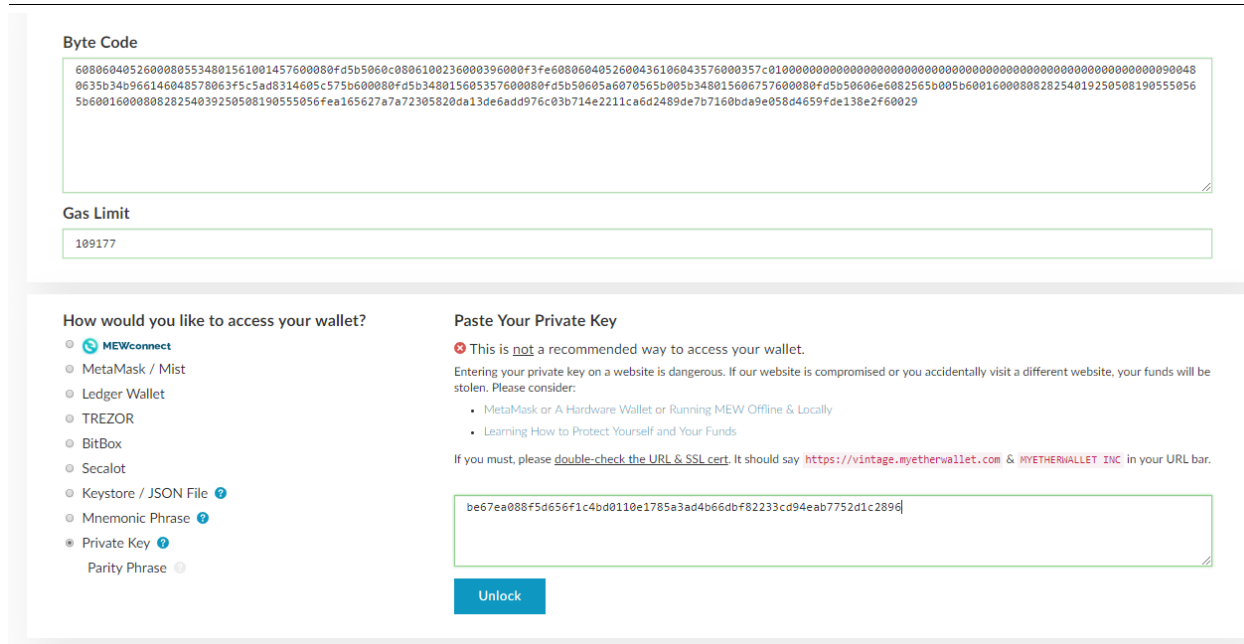 Byte Code
6080604052600080553480156100145760008​0fd5b5060c0806100236000396000f3fe6080604052600436106043576000357c010000000000000000000000000000000000000000000000000000000090048
0635b34b966146048578063f5c5ad8314605c575b600080fd5b348015605357600080fd5b50605a6070565b005b348015606757600080fd5b50606e6082565b005b6001600080828254019250508190555056
5b6001600080828254039250508190555056fea165627a7a72305820da13de6add976c03b714e2211ca6d2489de7b7160bda9e058d4659fde138e2f60029
Gas Limit
109177
How would you like to access your wallet?
MEWconnect
MetaMask / Mist
Ledger Wallet
TREZOR
BitBox
Secalot
Keystore / JSON File ?
Mnemonic Phrase ?
Private Key ?
Parity Phrase
Paste Your Private Key
This is not a recommended way to access your wallet.
Entering your private key on a website is dangerous. If our website is compromised or you accidentally visit a different website, your funds will be
stolen. Please consider:
• MetaMask or A Hardware Wallet or Running MEW Offline & Locally
• Learning How to Protect Yourself and Your Funds
If you must, please double-check the URL & SSL cert. It should say https://vintage.myetherwallet.com & MYETHERWALLET INC in your URL bar.
be67ea088f5d656f1c4bd0110e1785a3ad4b66dbf82233cd94eab7752d1c2896
Unlock